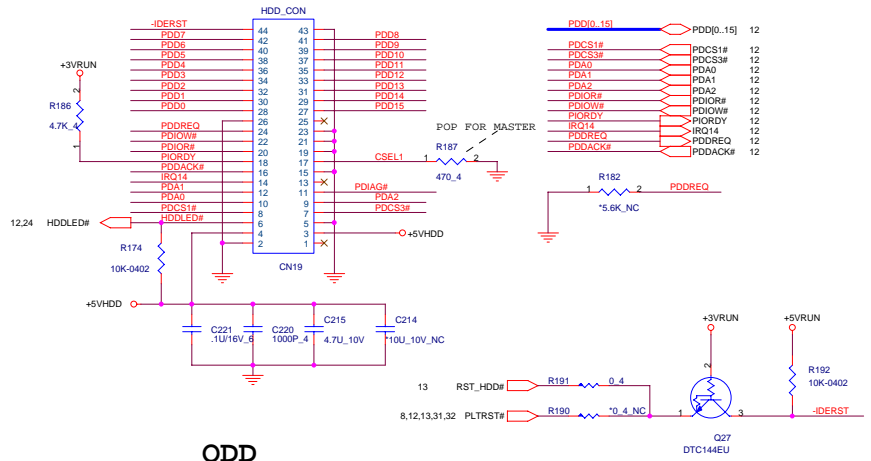 HDD_CON
-IDERST 44 43
PDD7 42 41 PDD8
PDD6 40 39 PDD9
PDD5 38 37 PDD10
PDD4 36 35 PDD11
PDD3 34 33 PDD12
PDD2 32 31 PDD13
PDD1 30 29 PDD14
PDD0 28 27 PDD15
26 25
PDDREQ 24 23
PDIOW# 22 21
PDIOR# 20 19
PIORDY 18 17 CSEL1
PDDACK# 16 15
IRQ14 14 13
PDA1 12 11 PDIAG#
PDA0 10 9 PDA2
PDCS1# 8 7 PDCS3#
HDDLED# 6 5
4 3 +5VHDD
2 1
CN19
+3VRUN
2
R186
4.7K_4
1
12,24 HDDLED#
R174
10K-0402
+5VHDD
C221
.1U/16V_6
C220
1000P_4
C215
4.7U_10V
C214
*10U_10V_NC
POP FOR MASTER
R187
1 2
470_4
PDD[0..15] PDD[0..15] 12
PDCS1# PDCS1# 12
PDCS3# PDCS3# 12
PDA0 PDA0 12
PDA1 PDA1 12
PDA2 PDA2 12
PDIOR# PDIOR# 12
PDIOW# PDIOW# 12
PIORDY PIORDY 12
IRQ14 IRQ14 12
PDDREQ PDDREQ 12
PDDACK# PDDACK# 12
R182
1 2 PDDREQ
*5.6K_NC
+3VRUN +5VRUN
2
R192
10K-0402
13 RST_HDD# R191 0_4
8,12,13,31,32 PLTRST# R190 *0_4_NC
1 3 -IDERST
Q27
DTC144EU
ODD